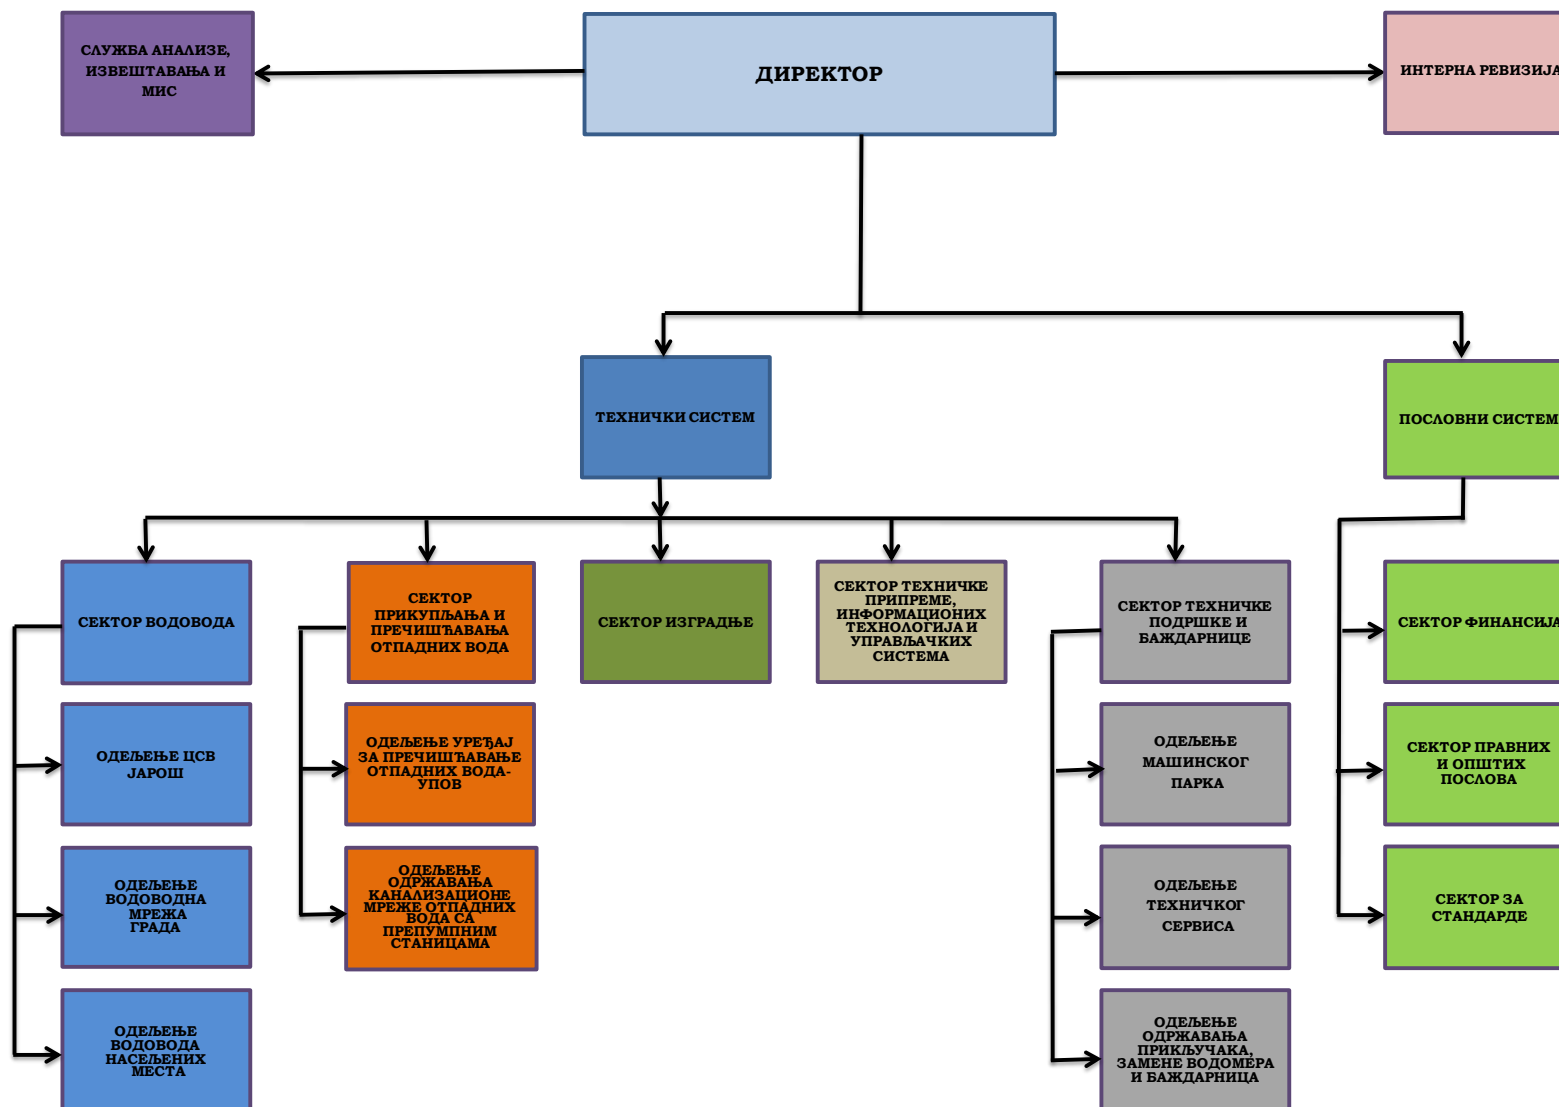 СЛУЖБА АНАЛИЗЕ,
ИЗВЕШТАВАЊА И
МИС
ДИРЕКТОР
ИНТЕРНА РЕВИЗИЈА
ТЕХНИЧКИ СИСТЕМ
ПОСЛОВНИ СИСТЕМ
СЕКТОР ВОДОВОДА
СЕКТОР
ПРИКУПЉАЊА И
ПРЕЧИШЋАВАЊА
ОТПАДНИХ ВОДА
СЕКТОР ИЗГРАДЊЕ
СЕКТОР ТЕХНИЧКЕ
ПРИПРЕМЕ,
ИНФОРМАЦИОНИХ
ТЕХНОЛОГИЈА И
УПРАВЉАЧКИХ
СИСТЕМА
СЕКТОР ТЕХНИЧКЕ
ПОДРШКЕ И
БАЖДАРНИЦЕ
СЕКТОР ФИНАНСИЈА
ОДЕЉЕЊЕ ЦСВ
ЈАРОШ
ОДЕЉЕЊЕ УРЕЂАЈ
ЗА ПРЕЧИШЋАВАЊЕ
ОТПАДНИХ ВОДА-
УПОВ
ОДЕЉЕЊЕ
МАШИНСКОГ
ПАРКА
СЕКТОР ПРАВНИХ
И ОПШТИХ
ПОСЛОВА
ОДЕЉЕЊЕ
ВОДОВОДНА
МРЕЖА
ГРАДА
ОДЕЉЕЊЕ
ОДРЖАВАЊА
КАНАЛИЗАЦИОНЕ
МРЕЖЕ ОТПАДНИХ
ВОДА СА
ПРЕПУМПНИМ
СТАНИЦАМА
ОДЕЉЕЊЕ
ТЕХНИЧКОГ
СЕРВИСА
СЕКТОР ЗА
СТАНДАРДЕ
ОДЕЉЕЊЕ
ВОДОВОДА
НАСЕЉЕНИХ
МЕСТА
ОДЕЉЕЊЕ
ОДРЖАВАЊА
ПРИКЉУЧАКА,
ЗАМЕНЕ ВОДОМЕРА
И БАЖДАРНИЦА